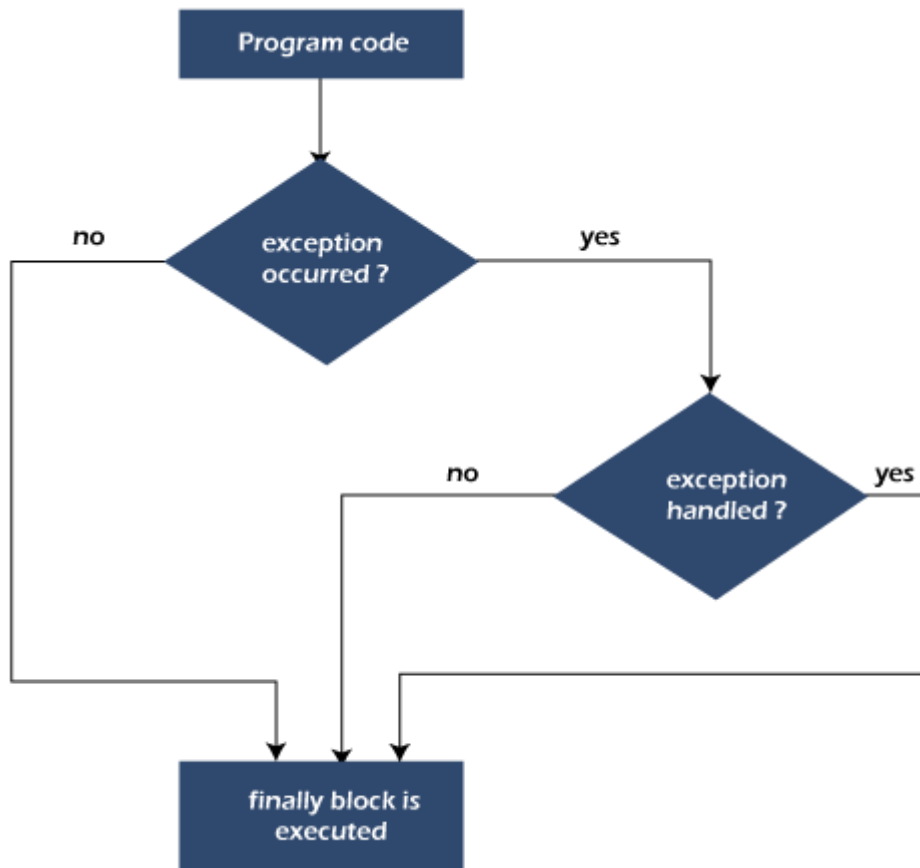 Program code
no
exception
occurred ?
yes
no
exception
handled ?
yes
finally block is
executed